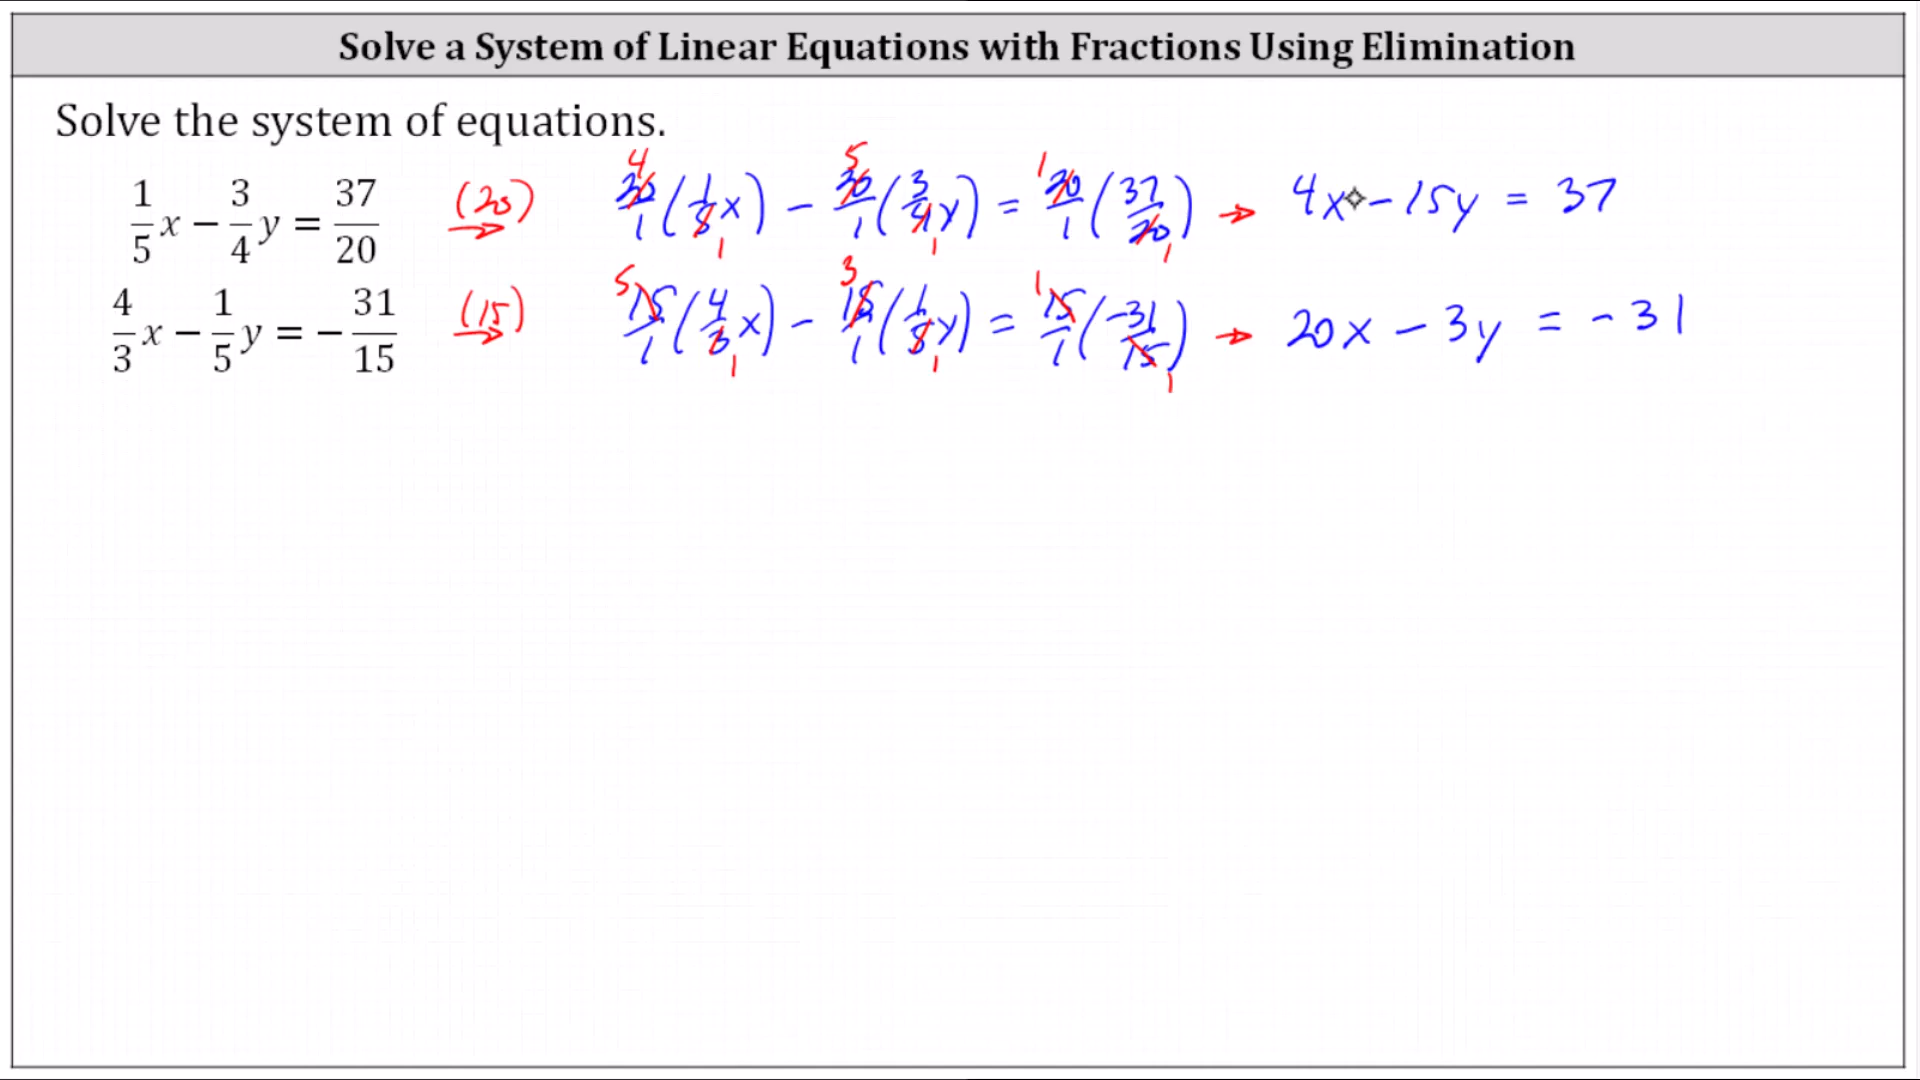 Solve a System of Linear Equations with Fractions Using Elimination
Solve the system of equations.
1/5 x − 3/4 y = 37/20 (20) → 20/1 (1/5 x) − 20/1 (3/4 y) = 20/1 (37/20) → 4x − 15y = 37
4/3 x − 1/5 y = − 31/15 (15) → 15/1 (4/3 x) − 15/1 (1/5 y) = 15/1 (−31/15) → 20x − 3y = −31